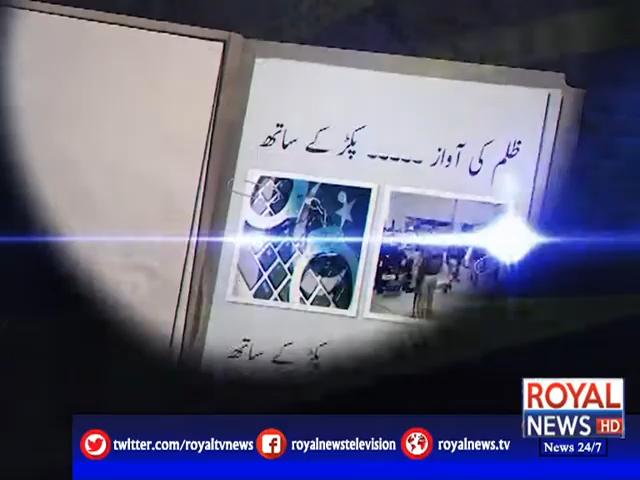 ظلم کی آواز ----- پکڑ کے ساتھ
پکڑ کے ساتھ
ROYAL
NEWS HD
News 24/7
twitter.com/royaltvnews
royalnewstelevision
royalnews.tv